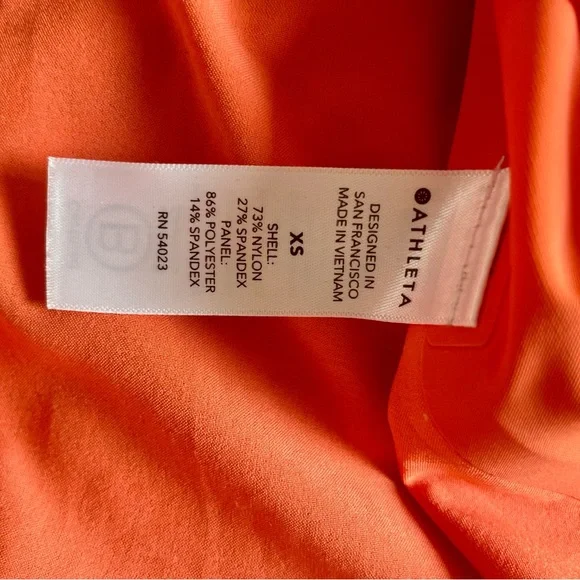 ATHLETA
DESIGNED IN
SAN FRANCISCO
MADE IN VIETNAM
XS
SHELL:
73% NYLON
27% SPANDEX
PANEL:
86% POLYESTER
14% SPANDEX
RN 54023
B